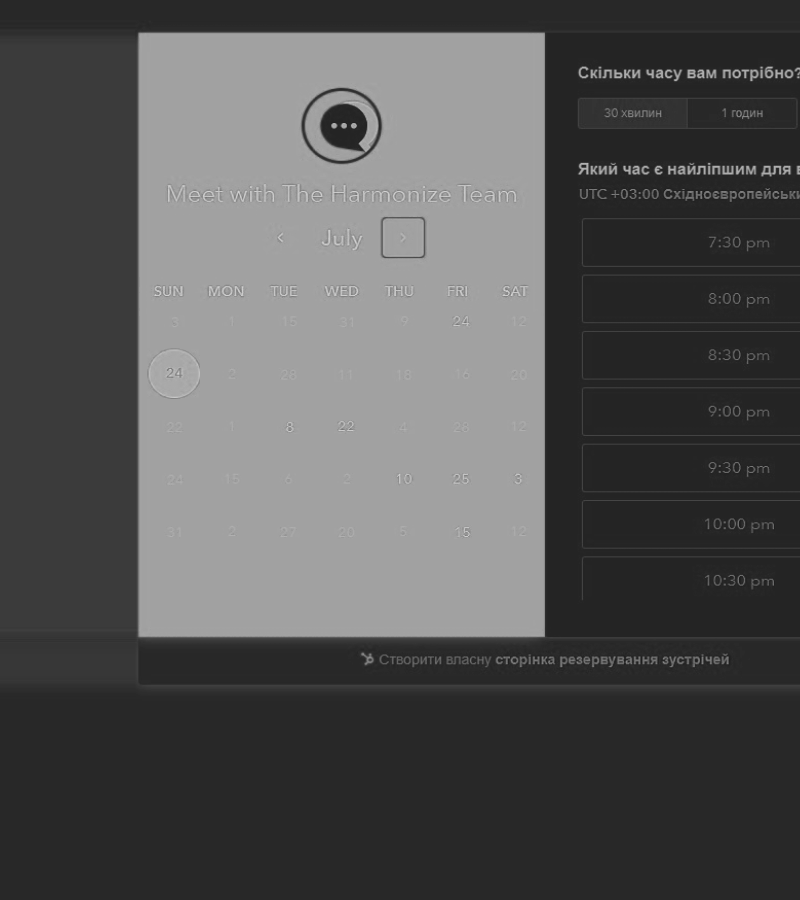 Meet with The Harmonize Team
July
SUN MON TUE WED THU FRI SAT
3 1 15 31 9 24 12
24 2 28 11 18 16 20
22 1 8 22 4 28 12
24 15 6 2 10 25 3
31 2 27 20 5 15 12
Скільки часу вам потрібно?
30 хвилин 1 годин
Який час є найліпшим для
UTC +03:00
7:30 pm
8:00 pm
8:30 pm
9:00 pm
9:30 pm
10:00 pm
10:30 pm
Створити власну сторінка резервування зустрічей